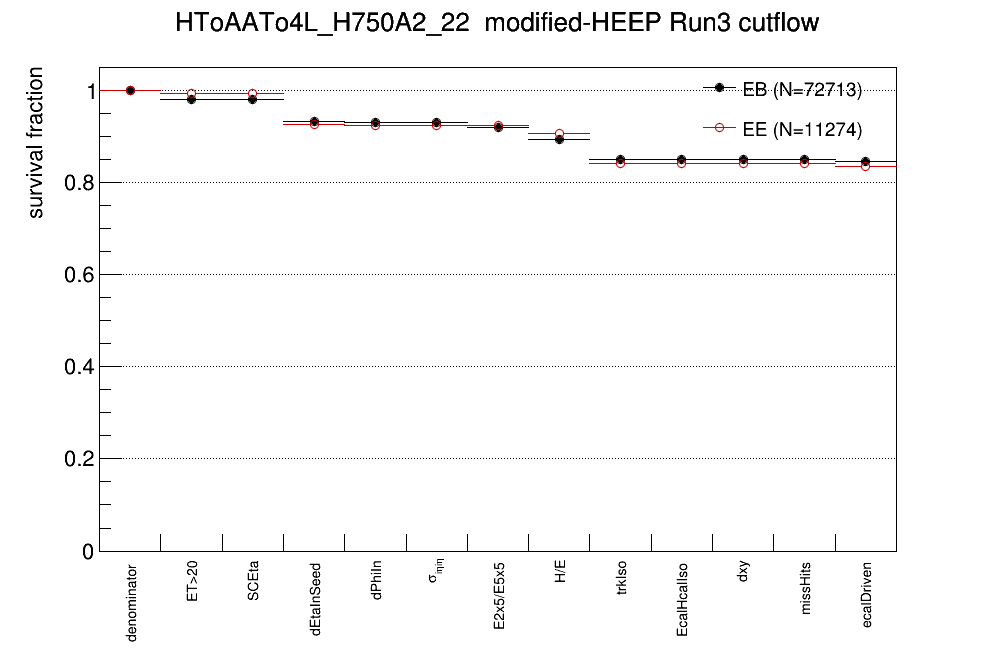 HToAATo4L_H750A2_22 modified-HEEP Run3 cutflow
survival fraction
1
0.8
0.6
0.4
0.2
0
EB (N=72713)
EE (N=11274)
denominator
ET>20
SCEta
dEtaInSeed
dPhiIn
σiηiη
E2x5/E5x5
H/E
trkIso
EcalHcalIso
dxy
missHits
ecalDriven